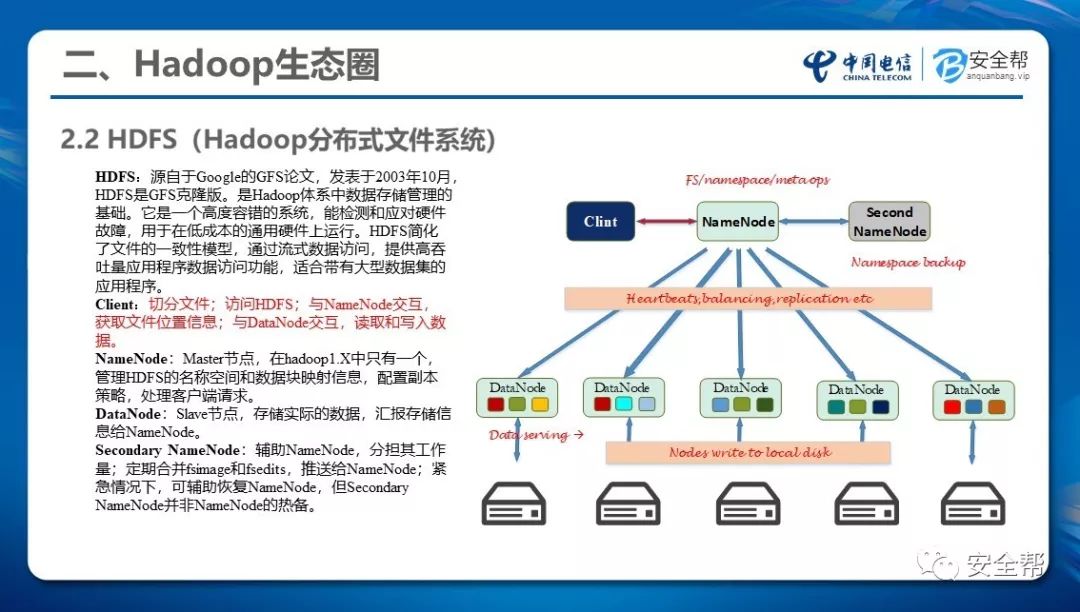 二、Hadoop生态圈
中国电信
CHINA TELECOM
安全帮
anquanbang.vip
2.2 HDFS（Hadoop分布式文件系统）
HDFS：源自于Google的GFS论文，发表于2003年10月，
HDFS是GFS克隆版。是Hadoop体系中数据存储管理的
基础。它是一个高度容错的系统，能检测和应对硬件
故障，用于在低成本的通用硬件上运行。HDFS简化
了文件的一致性模型，通过流式数据访问，提供高吞
吐量应用程序数据访问功能，适合带有大型数据集的
应用程序。
Client：切分文件；访问HDFS；与NameNode交互，
获取文件位置信息；与DataNode交互，读取和写入数
据。
NameNode：Master节点，在hadoop1.X中只有一个，
管理HDFS的名称空间和数据块映射信息，配置副本
策略，处理客户端请求。
DataNode：Slave节点，存储实际的数据，汇报存储信
息给NameNode。
Secondary NameNode：辅助NameNode，分担其工作
量；定期合并fsimage和fsedits，推送给NameNode；紧
急情况下，可辅助恢复NameNode，但Secondary
NameNode并非NameNode的热备。
FS/namespace/meta ops
Clint
NameNode
Second
NameNode
Namespace backup
Heartbeats,balancing,replication etc
DataNode
DataNode
DataNode
DataNode
DataNode
Data serving →
Nodes write to local disk
安全帮